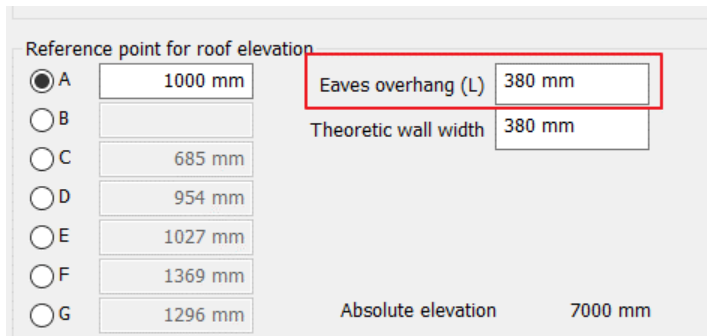 Reference point for roof elevation
A 1000 mm Eaves overhang (L) 380 mm
B Theoretic wall width 380 mm
C 685 mm
D 954 mm
E 1027 mm
F 1369 mm
G 1296 mm Absolute elevation 7000 mm